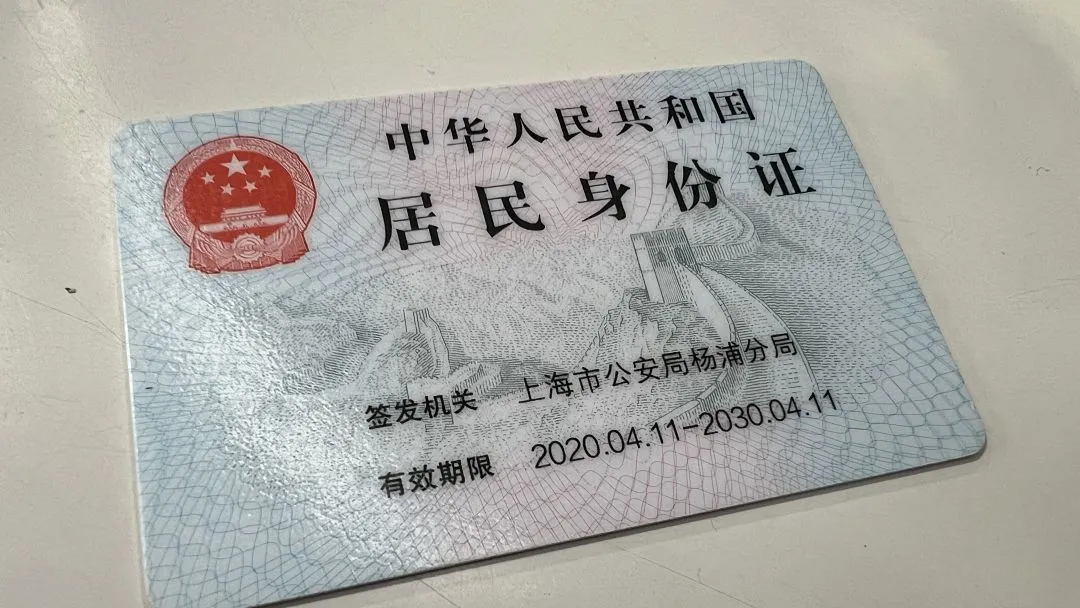 中华人民共和国
居民身份证
签发机关 上海市公安局杨浦分局
有效期限 2020.04.11-2030.04.11